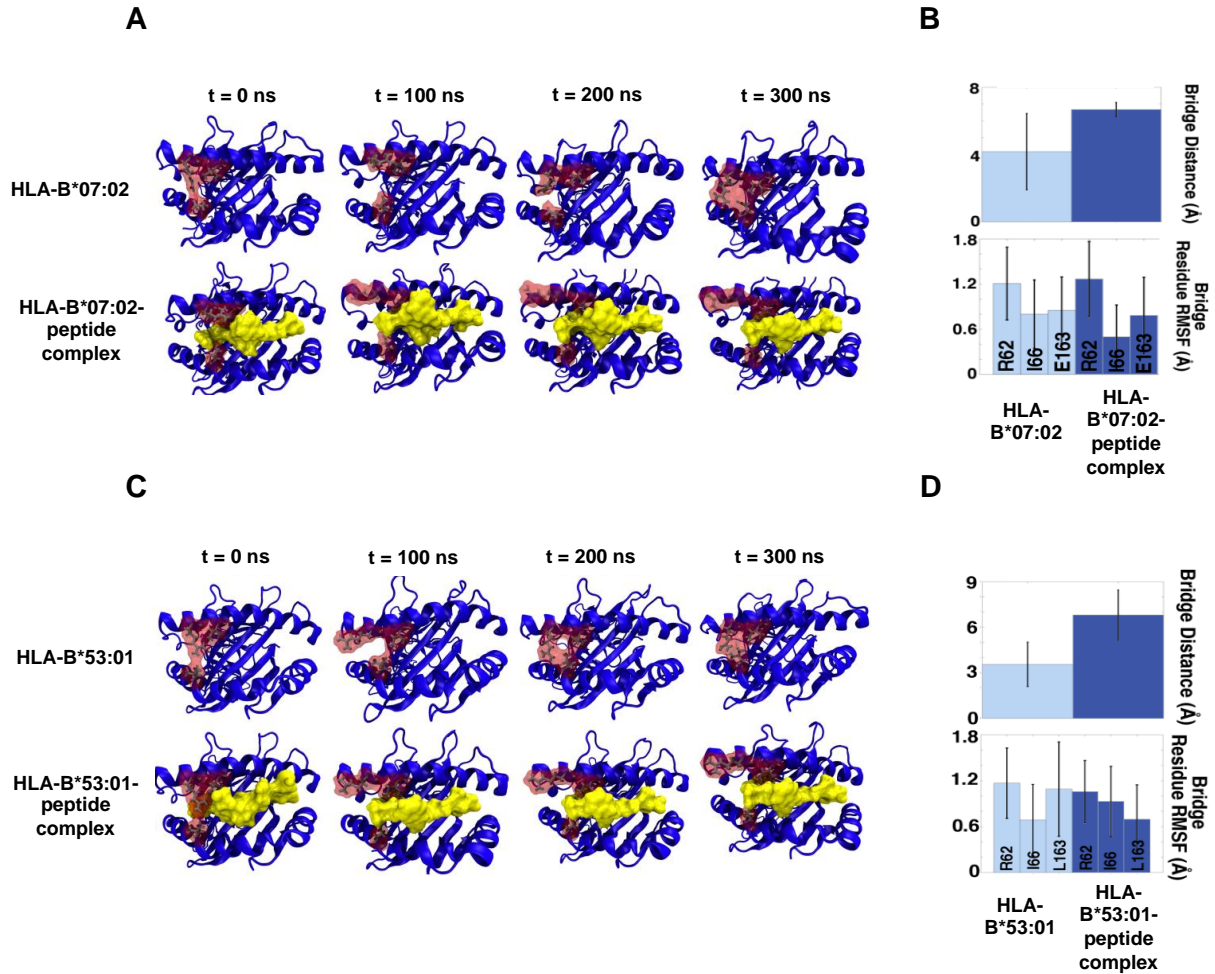 A
B
t = 0 ns
t = 100 ns
t = 200 ns
t = 300 ns
HLA-B*07:02
HLA-B*07:02-
peptide
complex
8
4
0
Bridge Distance (Å)
1.8
1.2
0.6
0
Bridge
Residue RMSF (Å)
R62
I66
E163
R62
I66
E163
HLA-
B*07:02
HLA-
B*07:02-
peptide
complex
C
D
t = 0 ns
t = 100 ns
t = 200 ns
t = 300 ns
HLA-B*53:01
HLA-B*53:01-
peptide
complex
9
6
3
0
Bridge Distance (Å)
1.8
1.2
0.6
0
Bridge
Residue RMSF (Å)
R62
I66
L163
R62
I66
L163
HLA-
B*53:01
HLA-
B*53:01-
peptide
complex